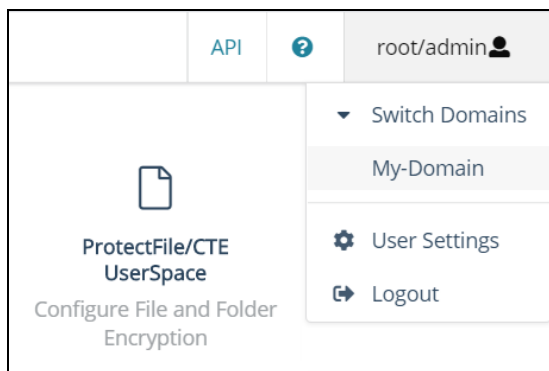 API
?
root/admin
Switch Domains
My-Domain
User Settings
Logout
ProtectFile/CTE
UserSpace
Configure File and Folder
Encryption